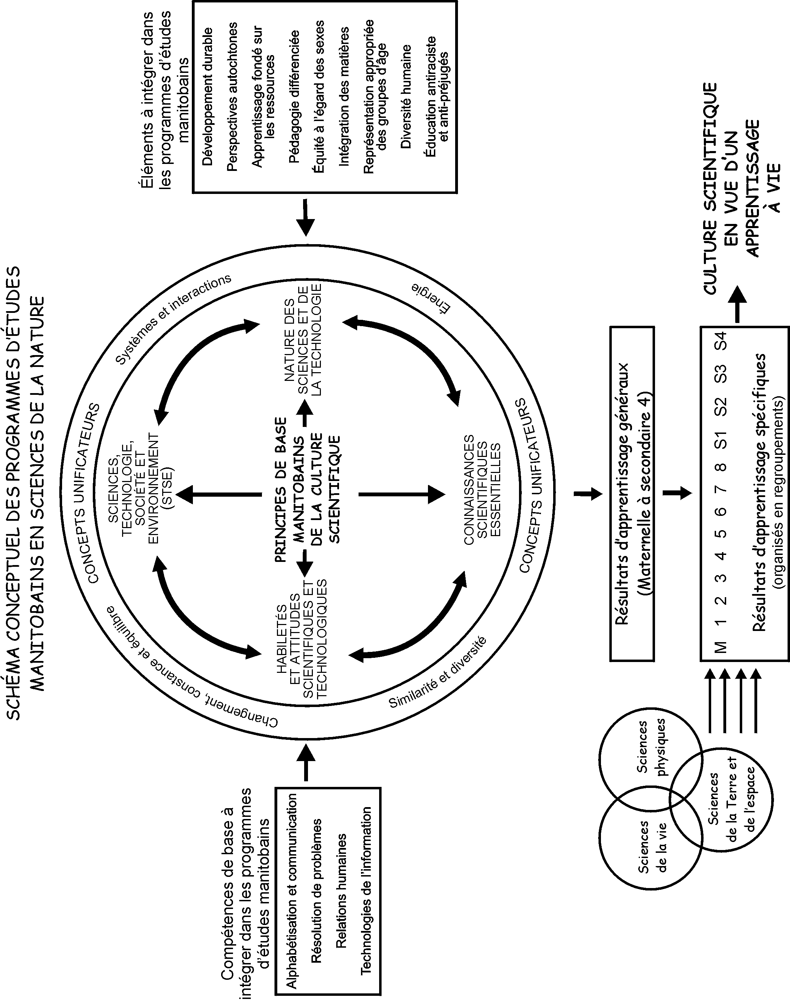 SCHÉMA CONCEPTUEL DES PROGRAMMES D'ÉTUDES
MANITOBAINS EN SCIENCES DE LA NATURE
Compétences de base à
intégrer dans les programmes
d'études manitobains
Alphabétisation et communication
Résolution de problèmes
Relations humaines
Technologies de l'information
CONCEPTS UNIFICATEURS
Changement, constance et équilibre
Systèmes et interactions
SCIENCES,
TECHNOLOGIE,
SOCIÉTÉ ET
ENVIRONNEMENT
(STSE)
HABILETÉS
ET ATTITUDES
SCIENTIFIQUES ET
TECHNOLOGIQUES
PRINCIPES DE BASE
MANITOBAINS
DE LA CULTURE
SCIENTIFIQUE
NATURE DES
SCIENCES ET DE
LA TECHNOLOGIE
CONNAISSANCES
SCIENTIFIQUES
ESSENTIELLES
Similarité et diversité
Énergie
CONCEPTS UNIFICATEURS
Éléments à intégrer dans
les programmes d'études
manitobains
Développement durable
Perspectives autochtones
Apprentissage fondé sur
les ressources
Pédagogie différenciée
Équité à l'égard des sexes
Intégration des matières
Représentation appropriée
des groupes d'âge
Diversité humaine
Éducation antiraciste
et anti-préjugés
Résultats d'apprentissage généraux
(Maternelle à secondaire 4)
Sciences
de la vie
Sciences
physiques
Sciences
de la Terre et
de l'espace
M 1 2 3 4 5 6 7 8 S1 S2 S3 S4
Résultats d'apprentissage spécifiques
(organisés en regroupements)
CULTURE SCIENTIFIQUE
EN VUE D'UN
APPRENTISSAGE
À VIE